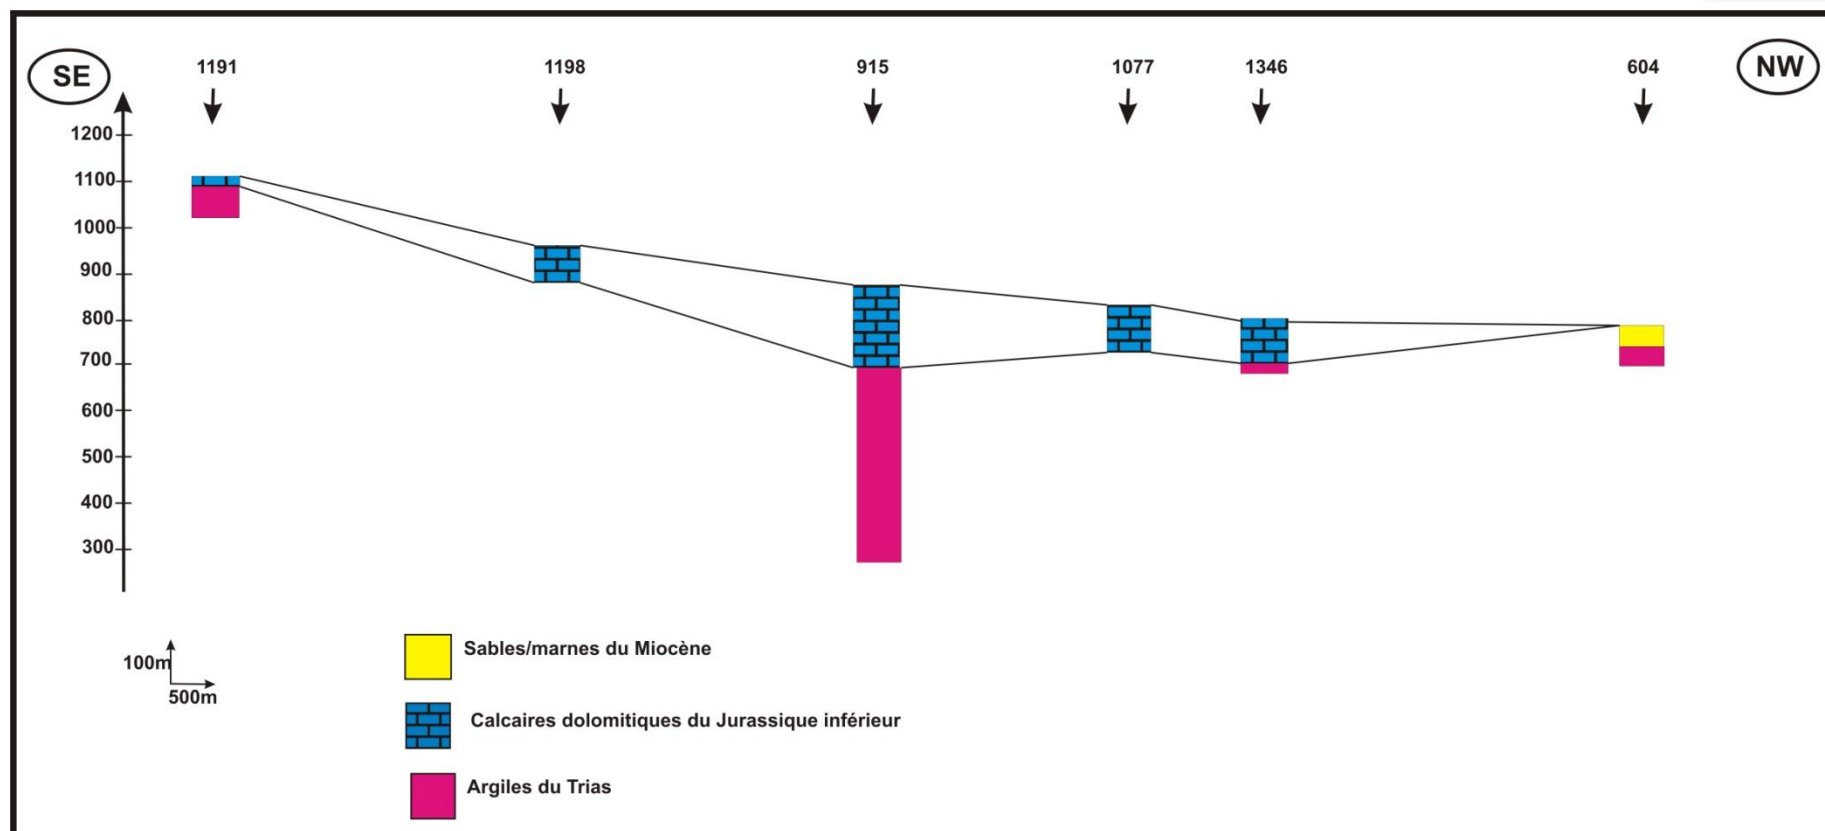 SE
1191
1198
915
1077
1346
604
NW
1200
1100
1000
900
800
700
600
500
400
300
100m
500m
Sables/marnes du Miocène
Calcaires dolomitiques du Jurassique inférieur
Argiles du Trias